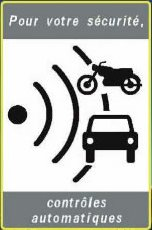 Pour votre sécurité,
contrôles
automatiques